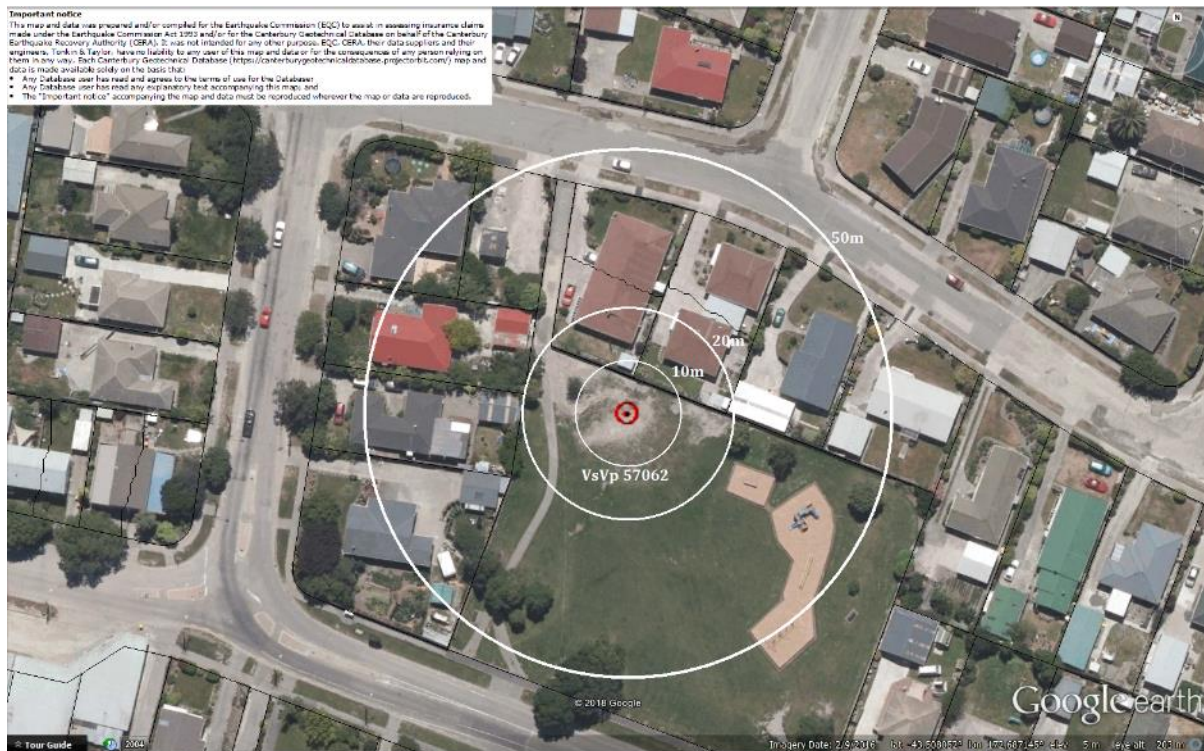 Important notice
This map and data was prepared and/or compiled for the Earthquake Commission (EQC) to assist in assessing insurance claims
made under the Earthquake Commission Act 1993 and/or for the Canterbury Geotechnical Database on behalf of the Canterbury
Earthquake Recovery Authority (CERA). It was not intended for any other purpose. EQC, CERA, their data suppliers and their
engineers, Tonkin & Taylor, have no liability to any user of this map and data or for the consequences of any person relying on
them in any way. Each Canterbury Geotechnical Database (https://canterburygeotechnicaldatabase.projectorbit.com/) map and
data is made available solely on the basis that:
• Any Database user has read and agrees to the terms of use for the Database;
• Any Database user has read any explanatory text accompanying this map; and
• The "Important notice" accompanying the map and data must be reproduced wherever the map or data are reproduced.
N
50m
20m
10m
VsVp 57062
© 2018 Google
Google earth
Tour Guide
2004
Imagery Date: 2/9/2016 lat lon elev 5 m eye alt